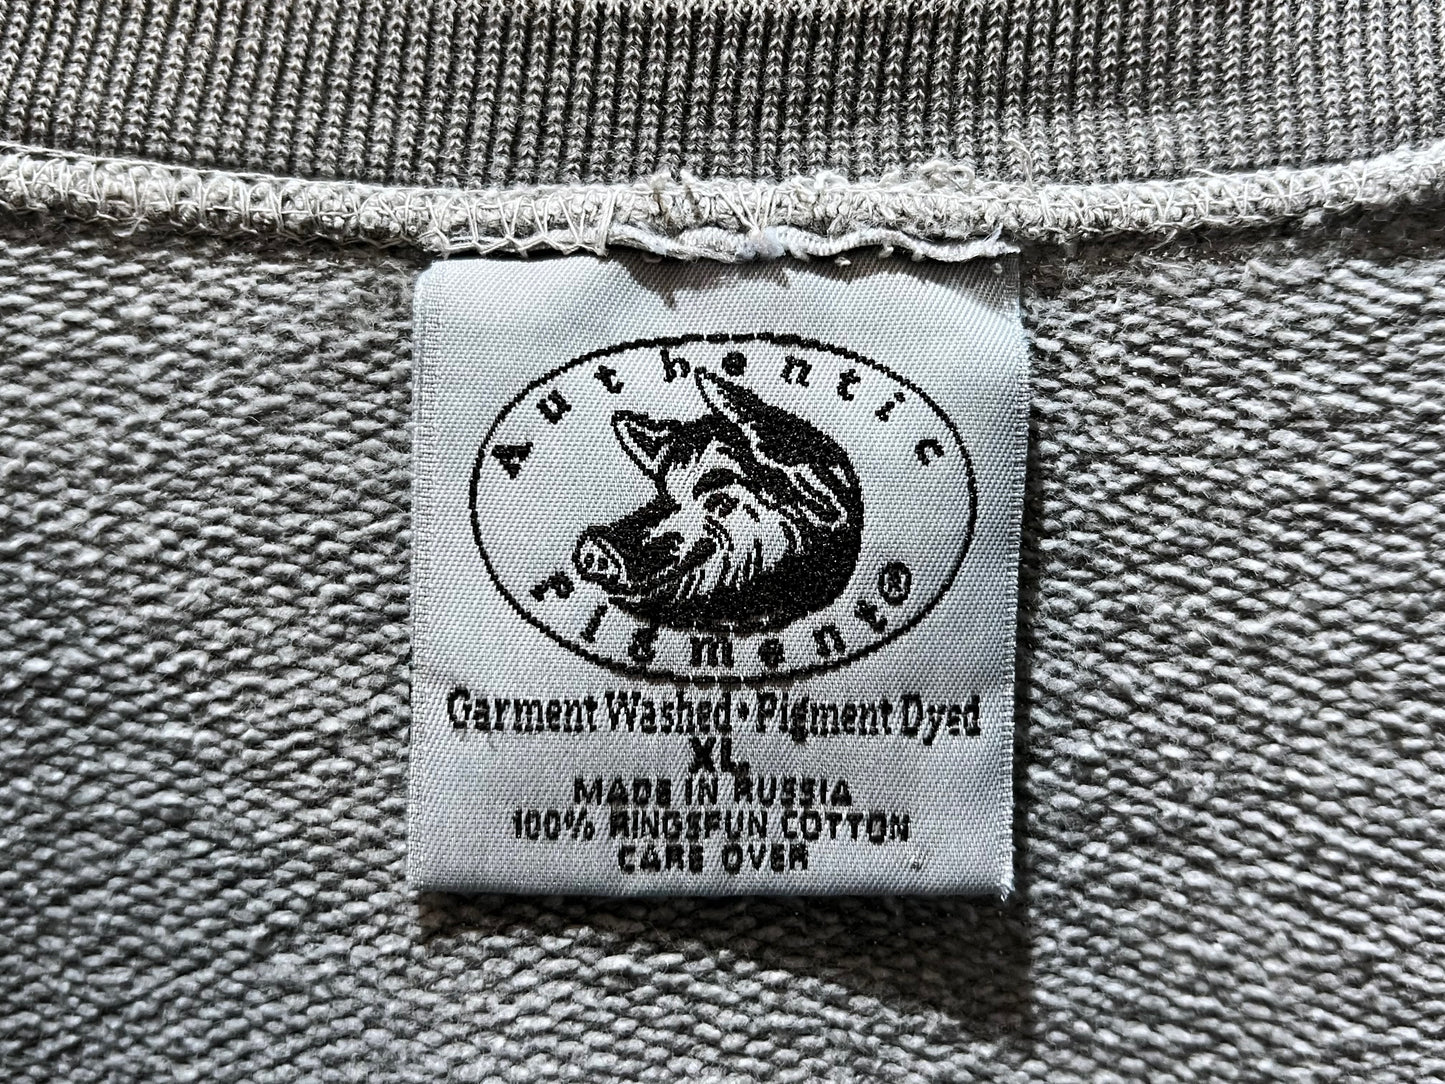 Authentic
Pigment®
Garment Washed • Pigment Dyed
XL
MADE IN RUSSIA
100% RINGSPUN COTTON
CARE OVER